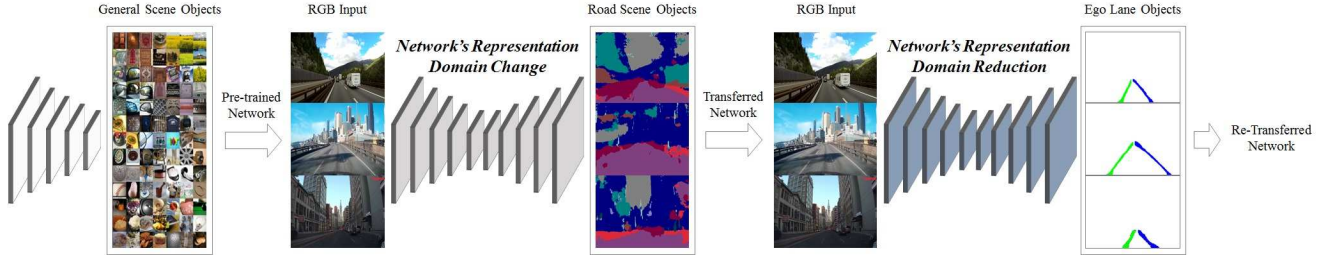 General Scene Objects
Pre-trained
Network
RGB Input
Network's Representation
Domain Change
Road Scene Objects
Transferred
Network
RGB Input
Network's Representation
Domain Reduction
Ego Lane Objects
Re-Transferred
Network